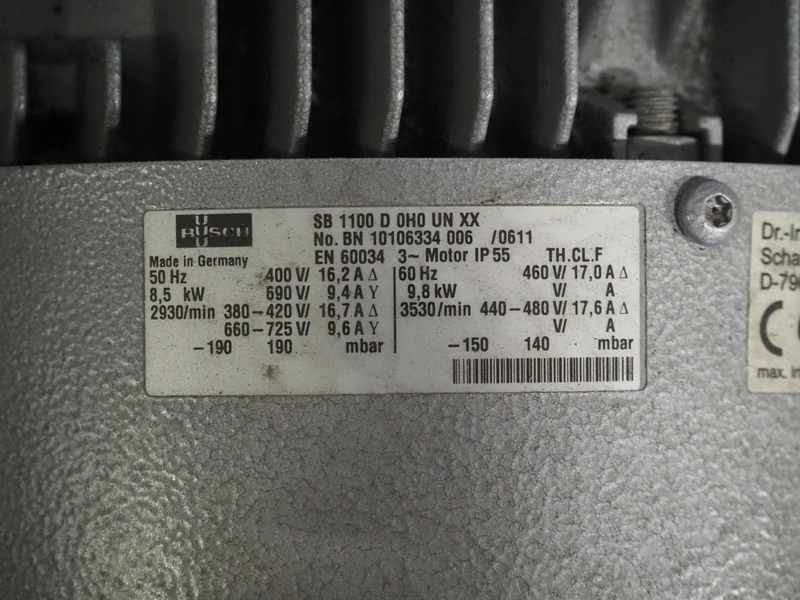 BUSCH
SB 1100 D 0H0 UN XX
No. BN 10106334 006 /0611
Made in Germany EN 60034 3~ Motor IP 55 TH.CL.F
50 Hz 400 V/ 16,2 A Δ 60 Hz 460 V/ 17,0 A Δ
8,5 kW 690 V/ 9,4 A Y 9,8 kW V/ A
2930/min 380-420 V/ 16,7 A Δ 3530/min 440-480 V/ 17,6 A Δ
660-725 V/ 9,6 A Y V/ A
-190 190 mbar -150 140 mbar
Dr.-
Scha
D-79
CE
max. in